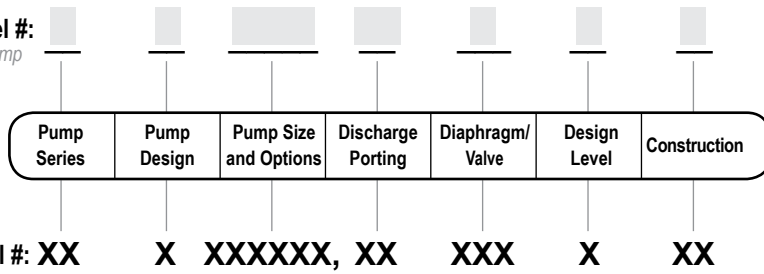 el #:
mp
Pump Series
Pump Design
Pump Size and Options
Discharge Porting
Diaphragm/ Valve
Design Level
Construction
l #: XX X XXXXXX, XX XXX X XX